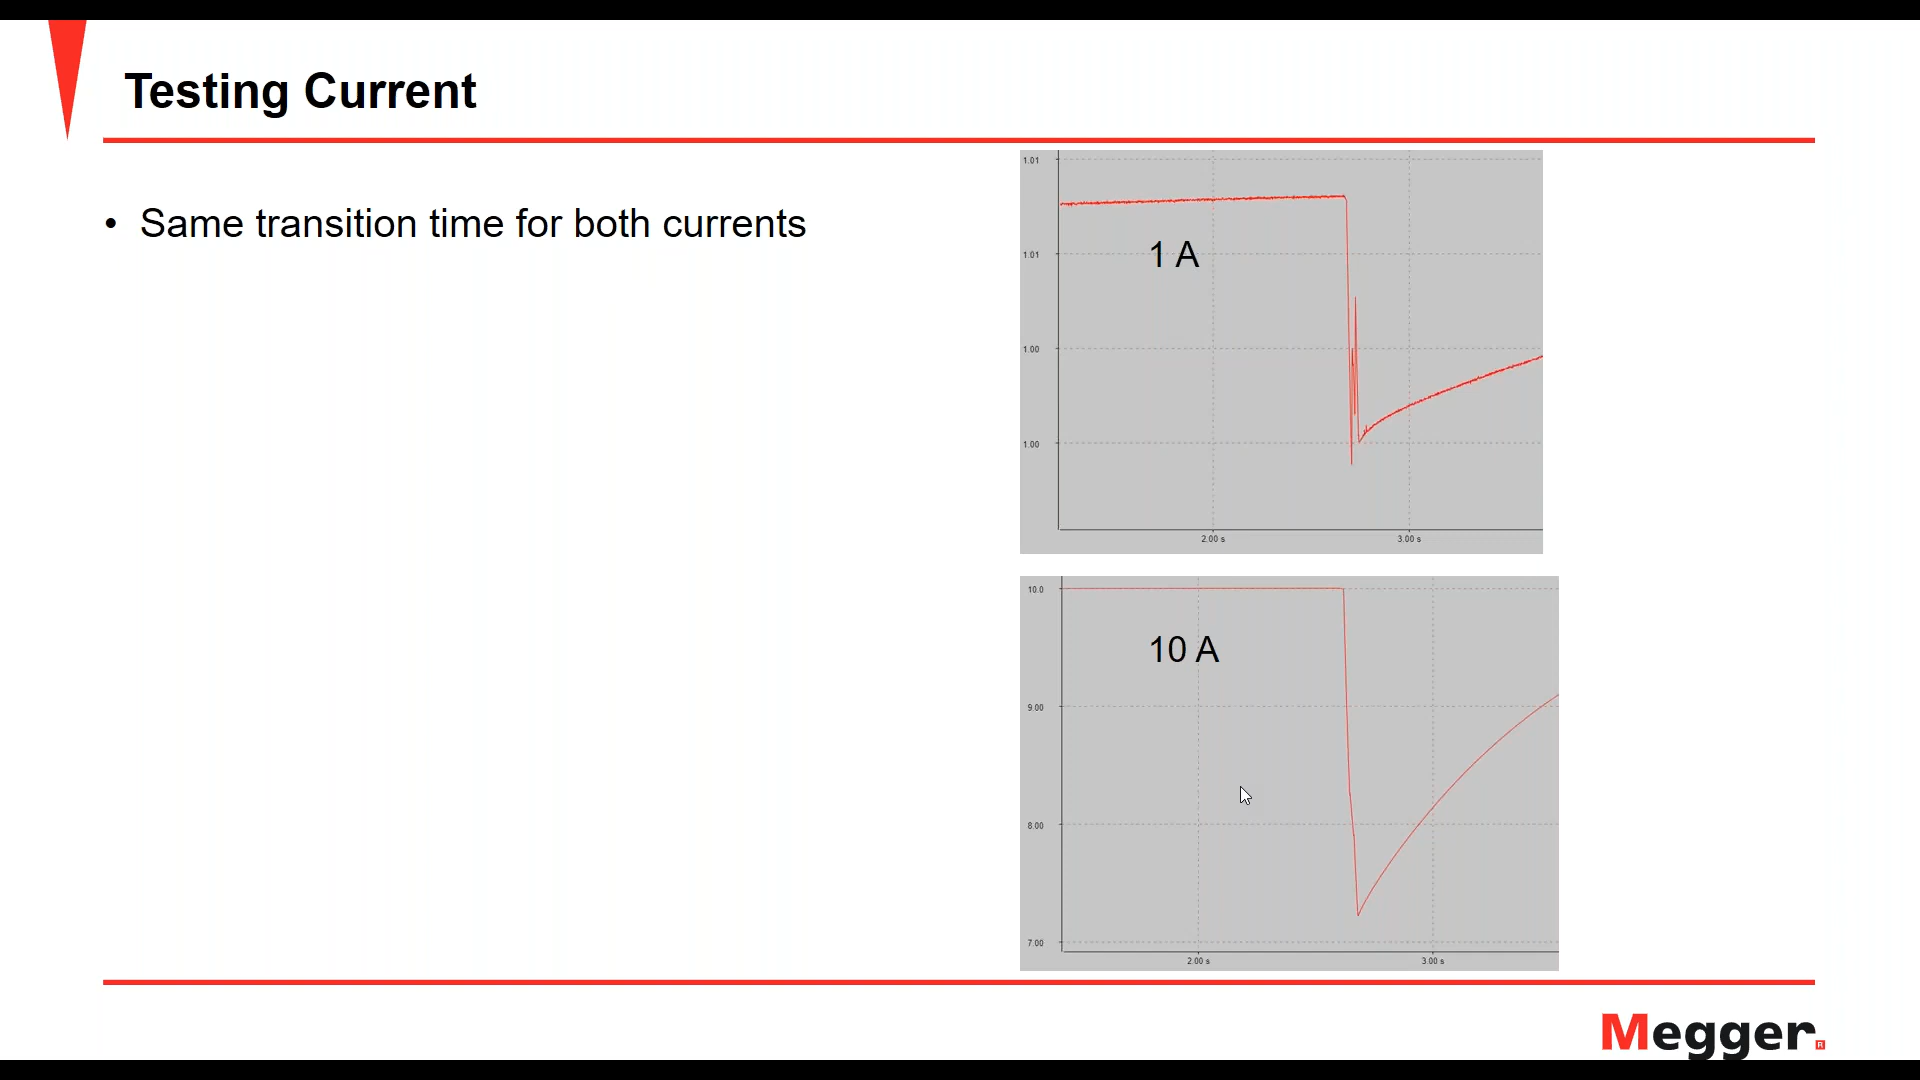 Testing Current
• Same transition time for both currents
1.01
1 A
1.01
1.00
1.00
2.00 s
3.00 s
10.0
10 A
9.00
8.00
7.00
2.00 s
3.00 s
Megger.